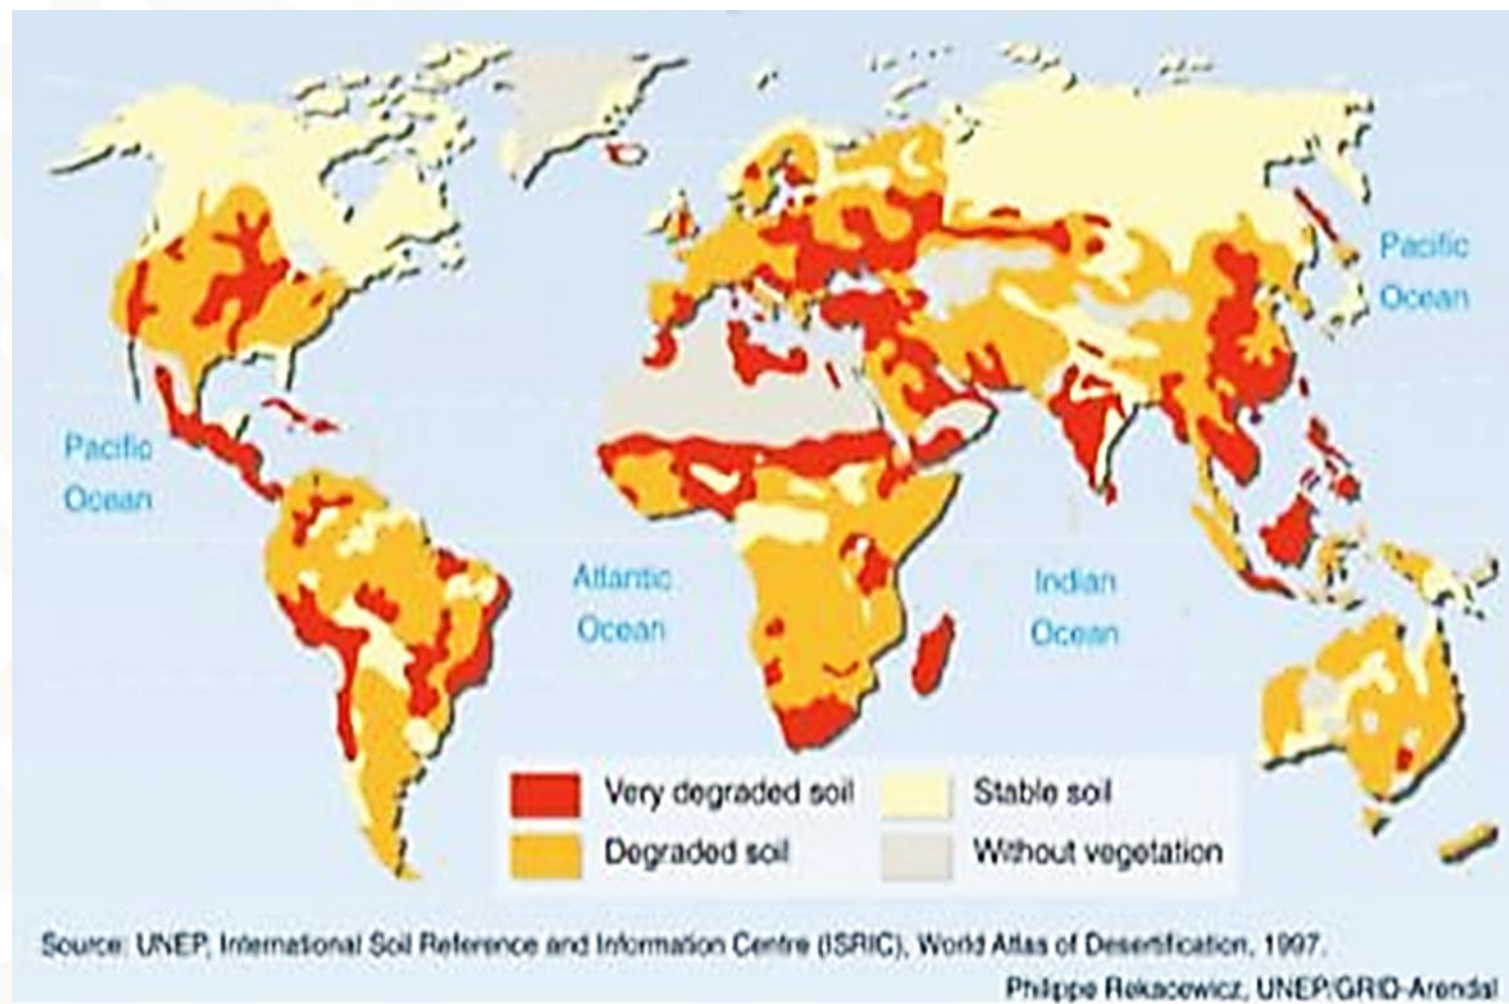 Pacific
Ocean
Pacific
Ocean
Atlantic
Ocean
Indian
Ocean
Very degraded soil
Stable soil
Degraded soil
Without vegetation
Source: UNEP, International Soil Reference and Information Centre (ISRIC), World Atlas of Desertification, 1997.
Philippe Rekacewicz, UNEP/GRID-Arendal